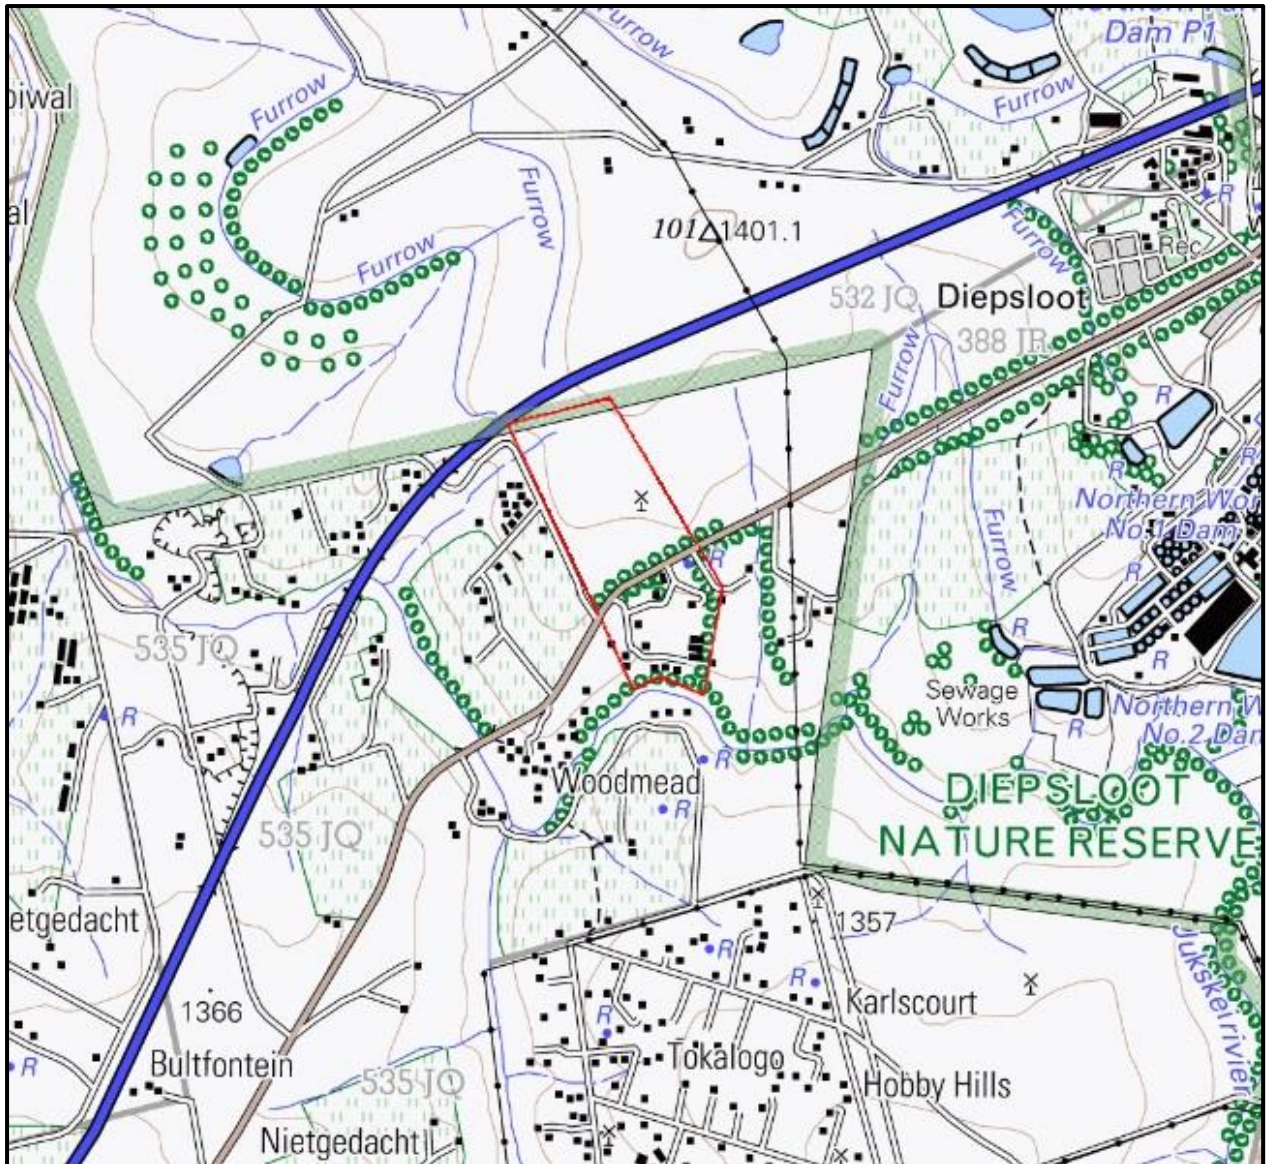 Furrow
Dam P1
Furrow
Furrow
Furrow
Furrow
101 1401.1
R
Furrow
Rec
532 JQ
Diepsloot
388 JR
Furrow
R
R
R
Northern Wor
No.1 Dam
Furrow
R
R
R
R
535 JQ
Sewage
Works
R
R
Northern W
No.2 Dam
R
Woodmead
DIEPSLOOT
R
535 JQ
NATURE RESERVE
etgedacht
1357
R
R
Jukskeirivier
1366
Karlscourt
R
Bultfontein
Tokalogo
R
535 JQ
Hobby Hills
Nietgedacht